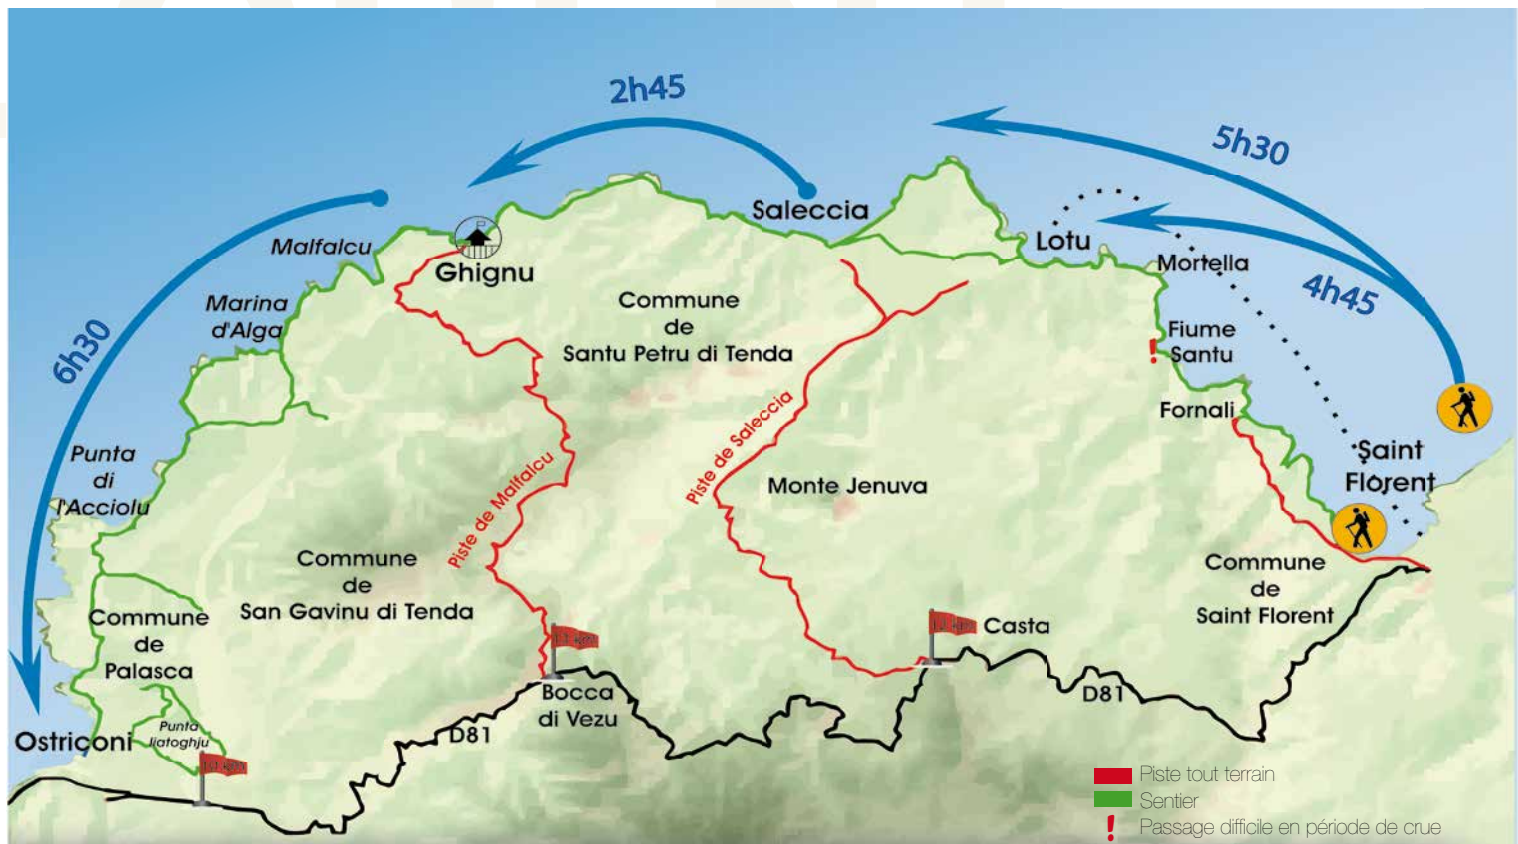 2h45
5h30
Saleccia
Malfalcu
Lotu
Mortella
Ghignu
4h45
Marina
d'Alga
Commune
de
Santu Petru di Tenda
Fiume
Santu
!
6h30
Fornali
Piste de Saleccia
Punta
di
l'Acciolu
Saint
Florent
Piste de Malfalcu
Monte Jenuva
Commune
de
San Gavinu di Tenda
Commune
de
Saint Florent
Commune
de
Palasca
Casta
Bocca
di Vezu
D81
D81
Punta
liatoghju
Ostriconi
Piste tout terrain
Sentier
! Passage difficile en période de crue